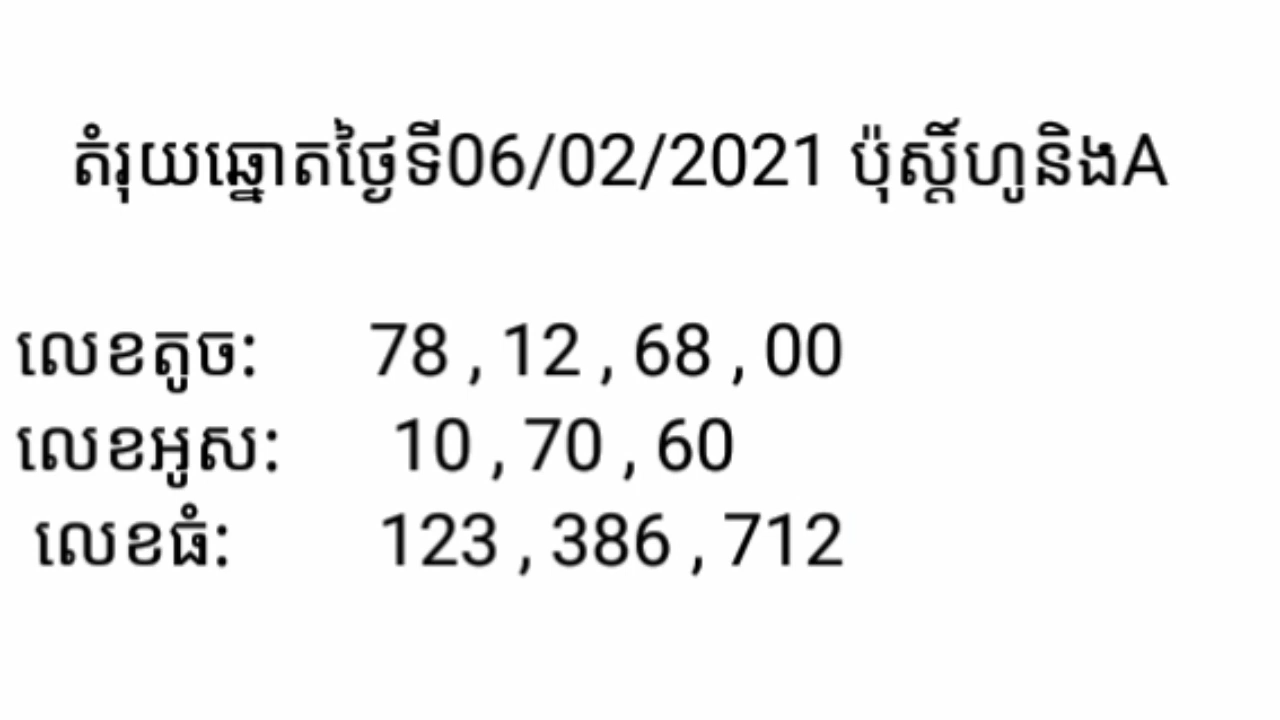 តំរុយឆ្នោតថ្ងៃទី06/02/2021 ប៉ុស្តិ៍ហូនិងA
លេខតូច: 78 , 12 , 68 , 00
លេខអូស: 10 , 70 , 60
លេខធំ: 123 , 386 , 712